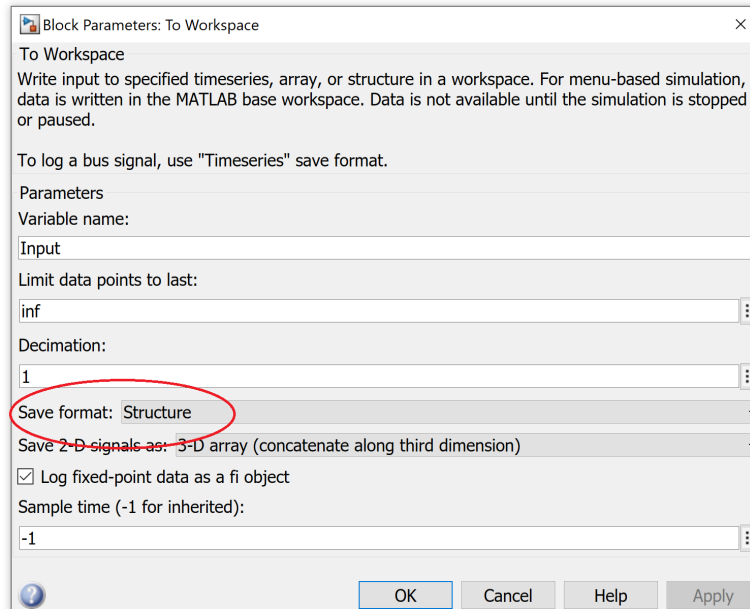 Block Parameters: To Workspace
To Workspace
Write input to specified timeseries, array, or structure in a workspace. For menu-based simulation,
data is written in the MATLAB base workspace. Data is not available until the simulation is stopped
or paused.
To log a bus signal, use "Timeseries" save format.
Parameters
Variable name:
Input
Limit data points to last:
inf
Decimation:
1
Save format: Structure
Save 2-D signals as: 3-D array (concatenate along third dimension)
Log fixed-point data as a fi object
Sample time (-1 for inherited):
-1
OK Cancel Help Apply